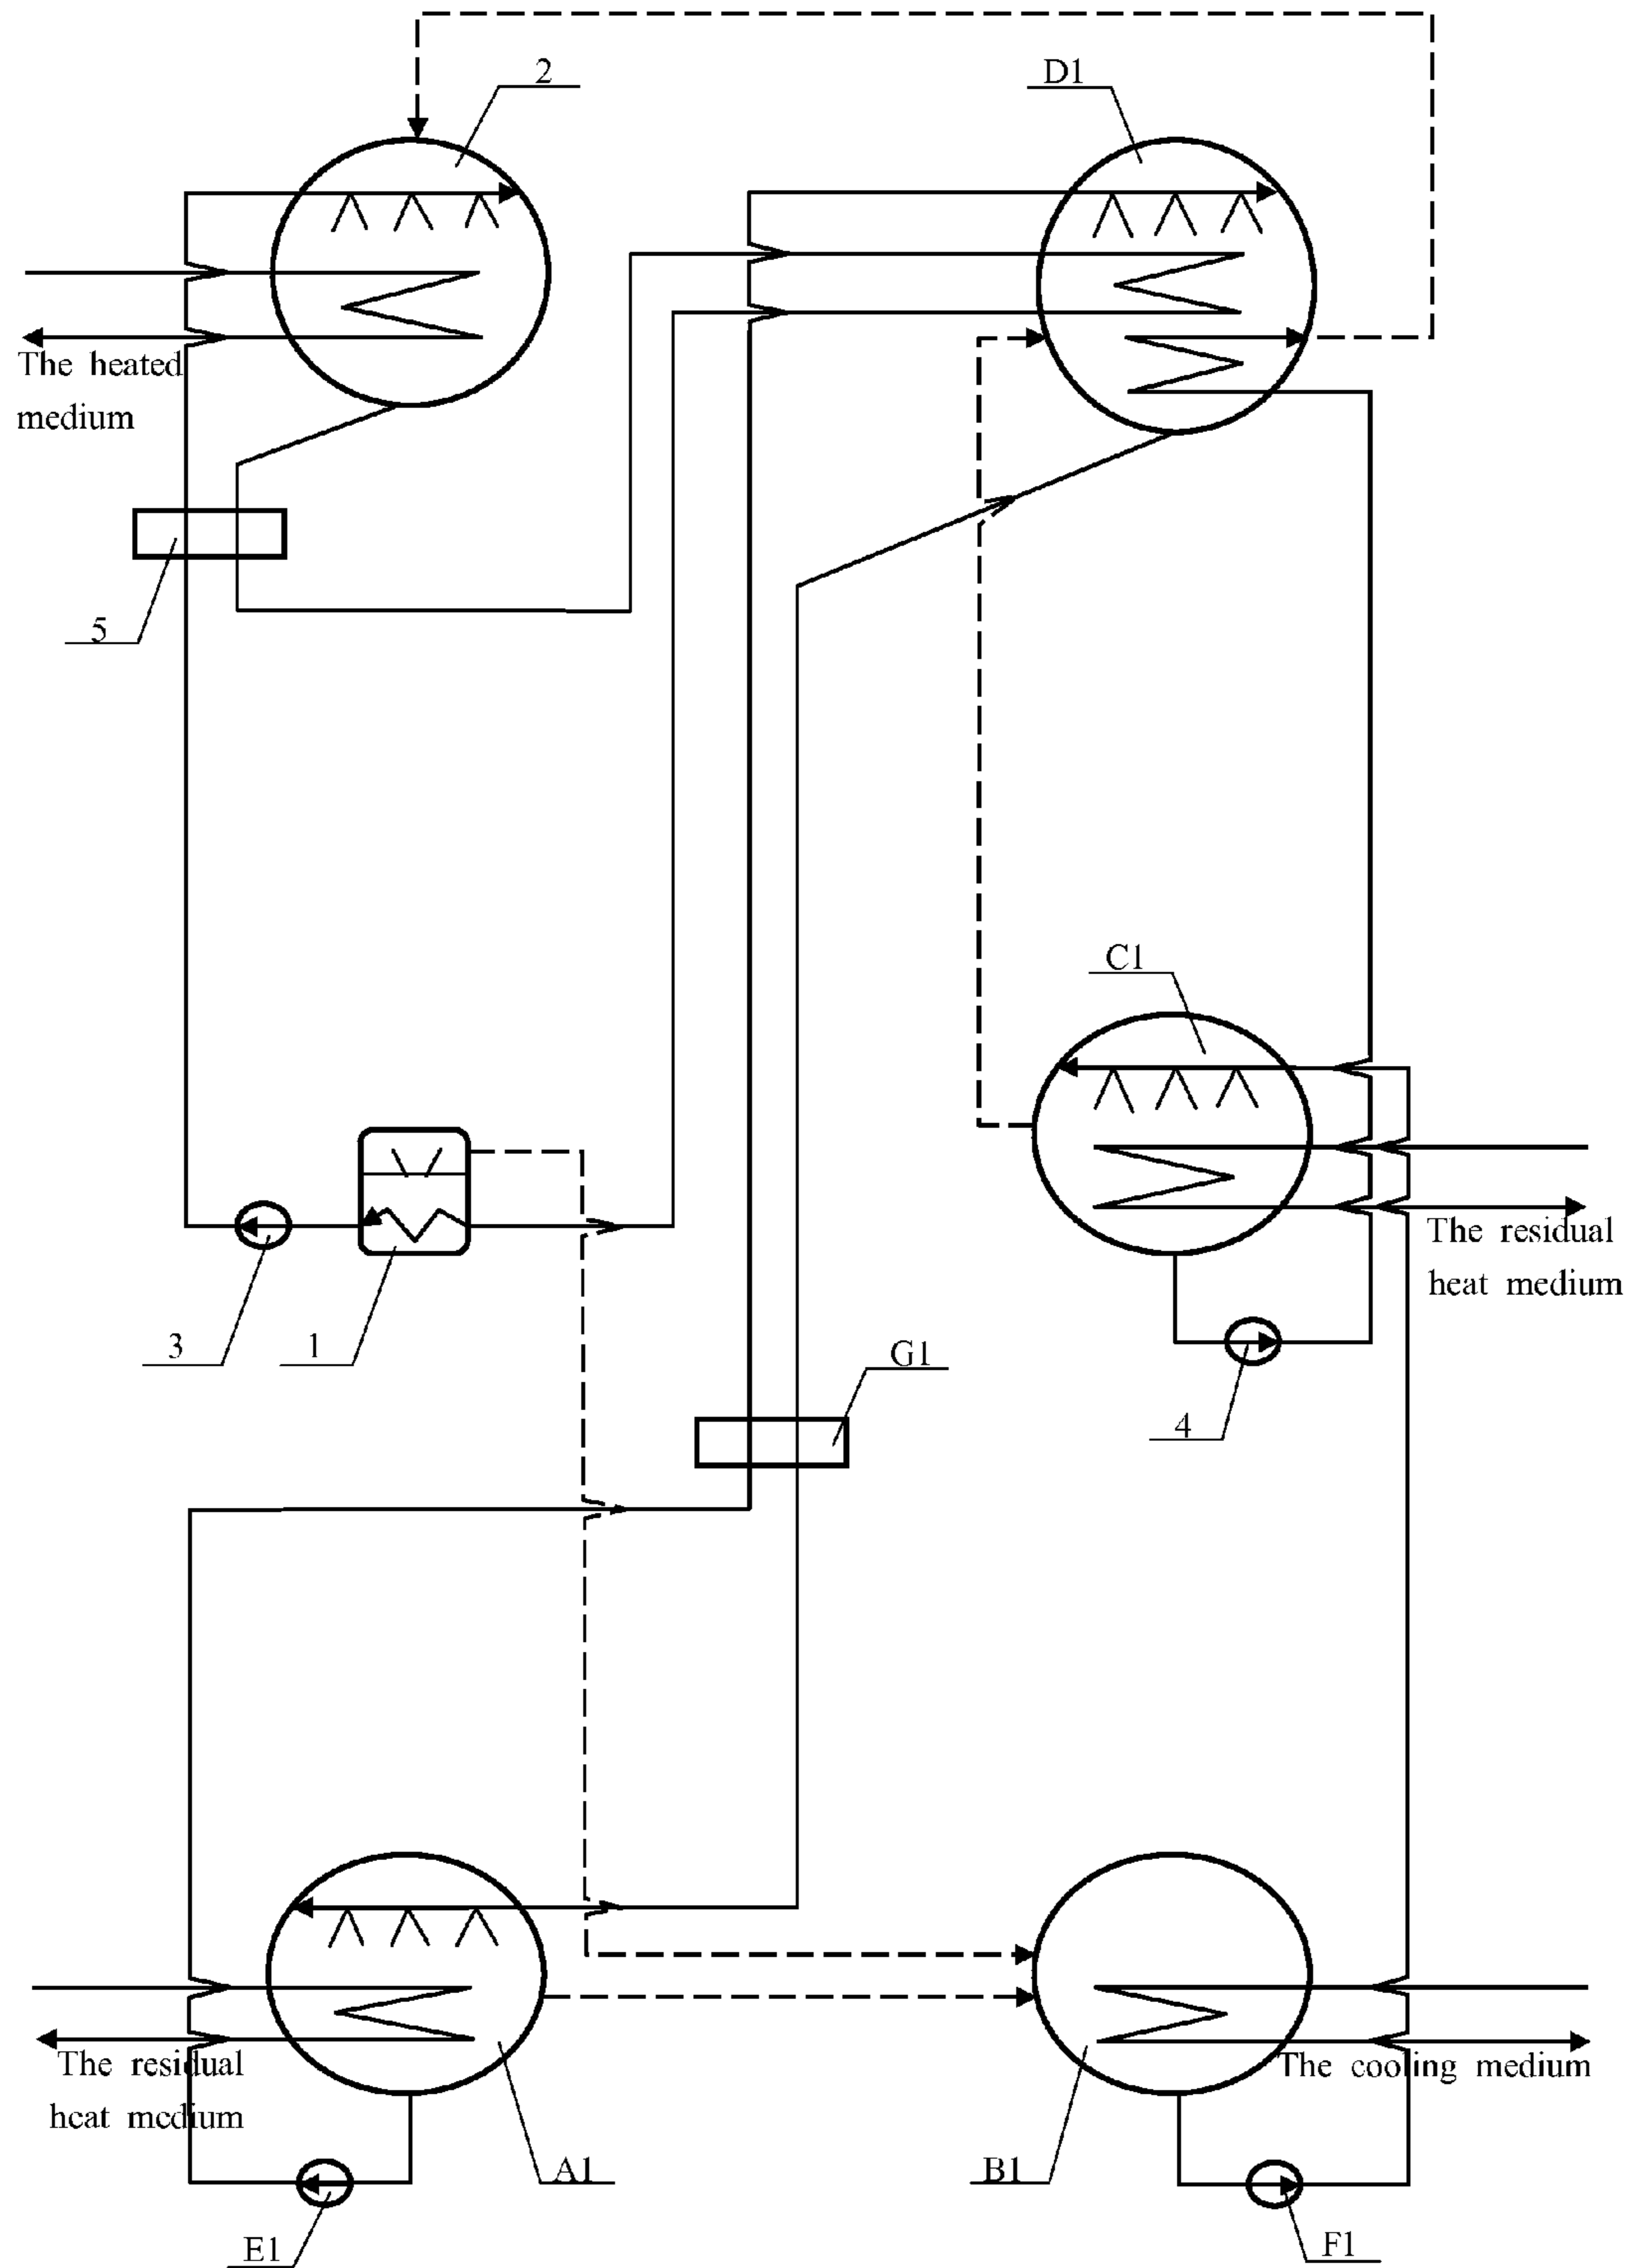 2
D1
The heated
medium
5
C1
The residual
heat medium
3
1
G1
4
The residual
heat medium
The cooling medium
A1
B1
E1
F1